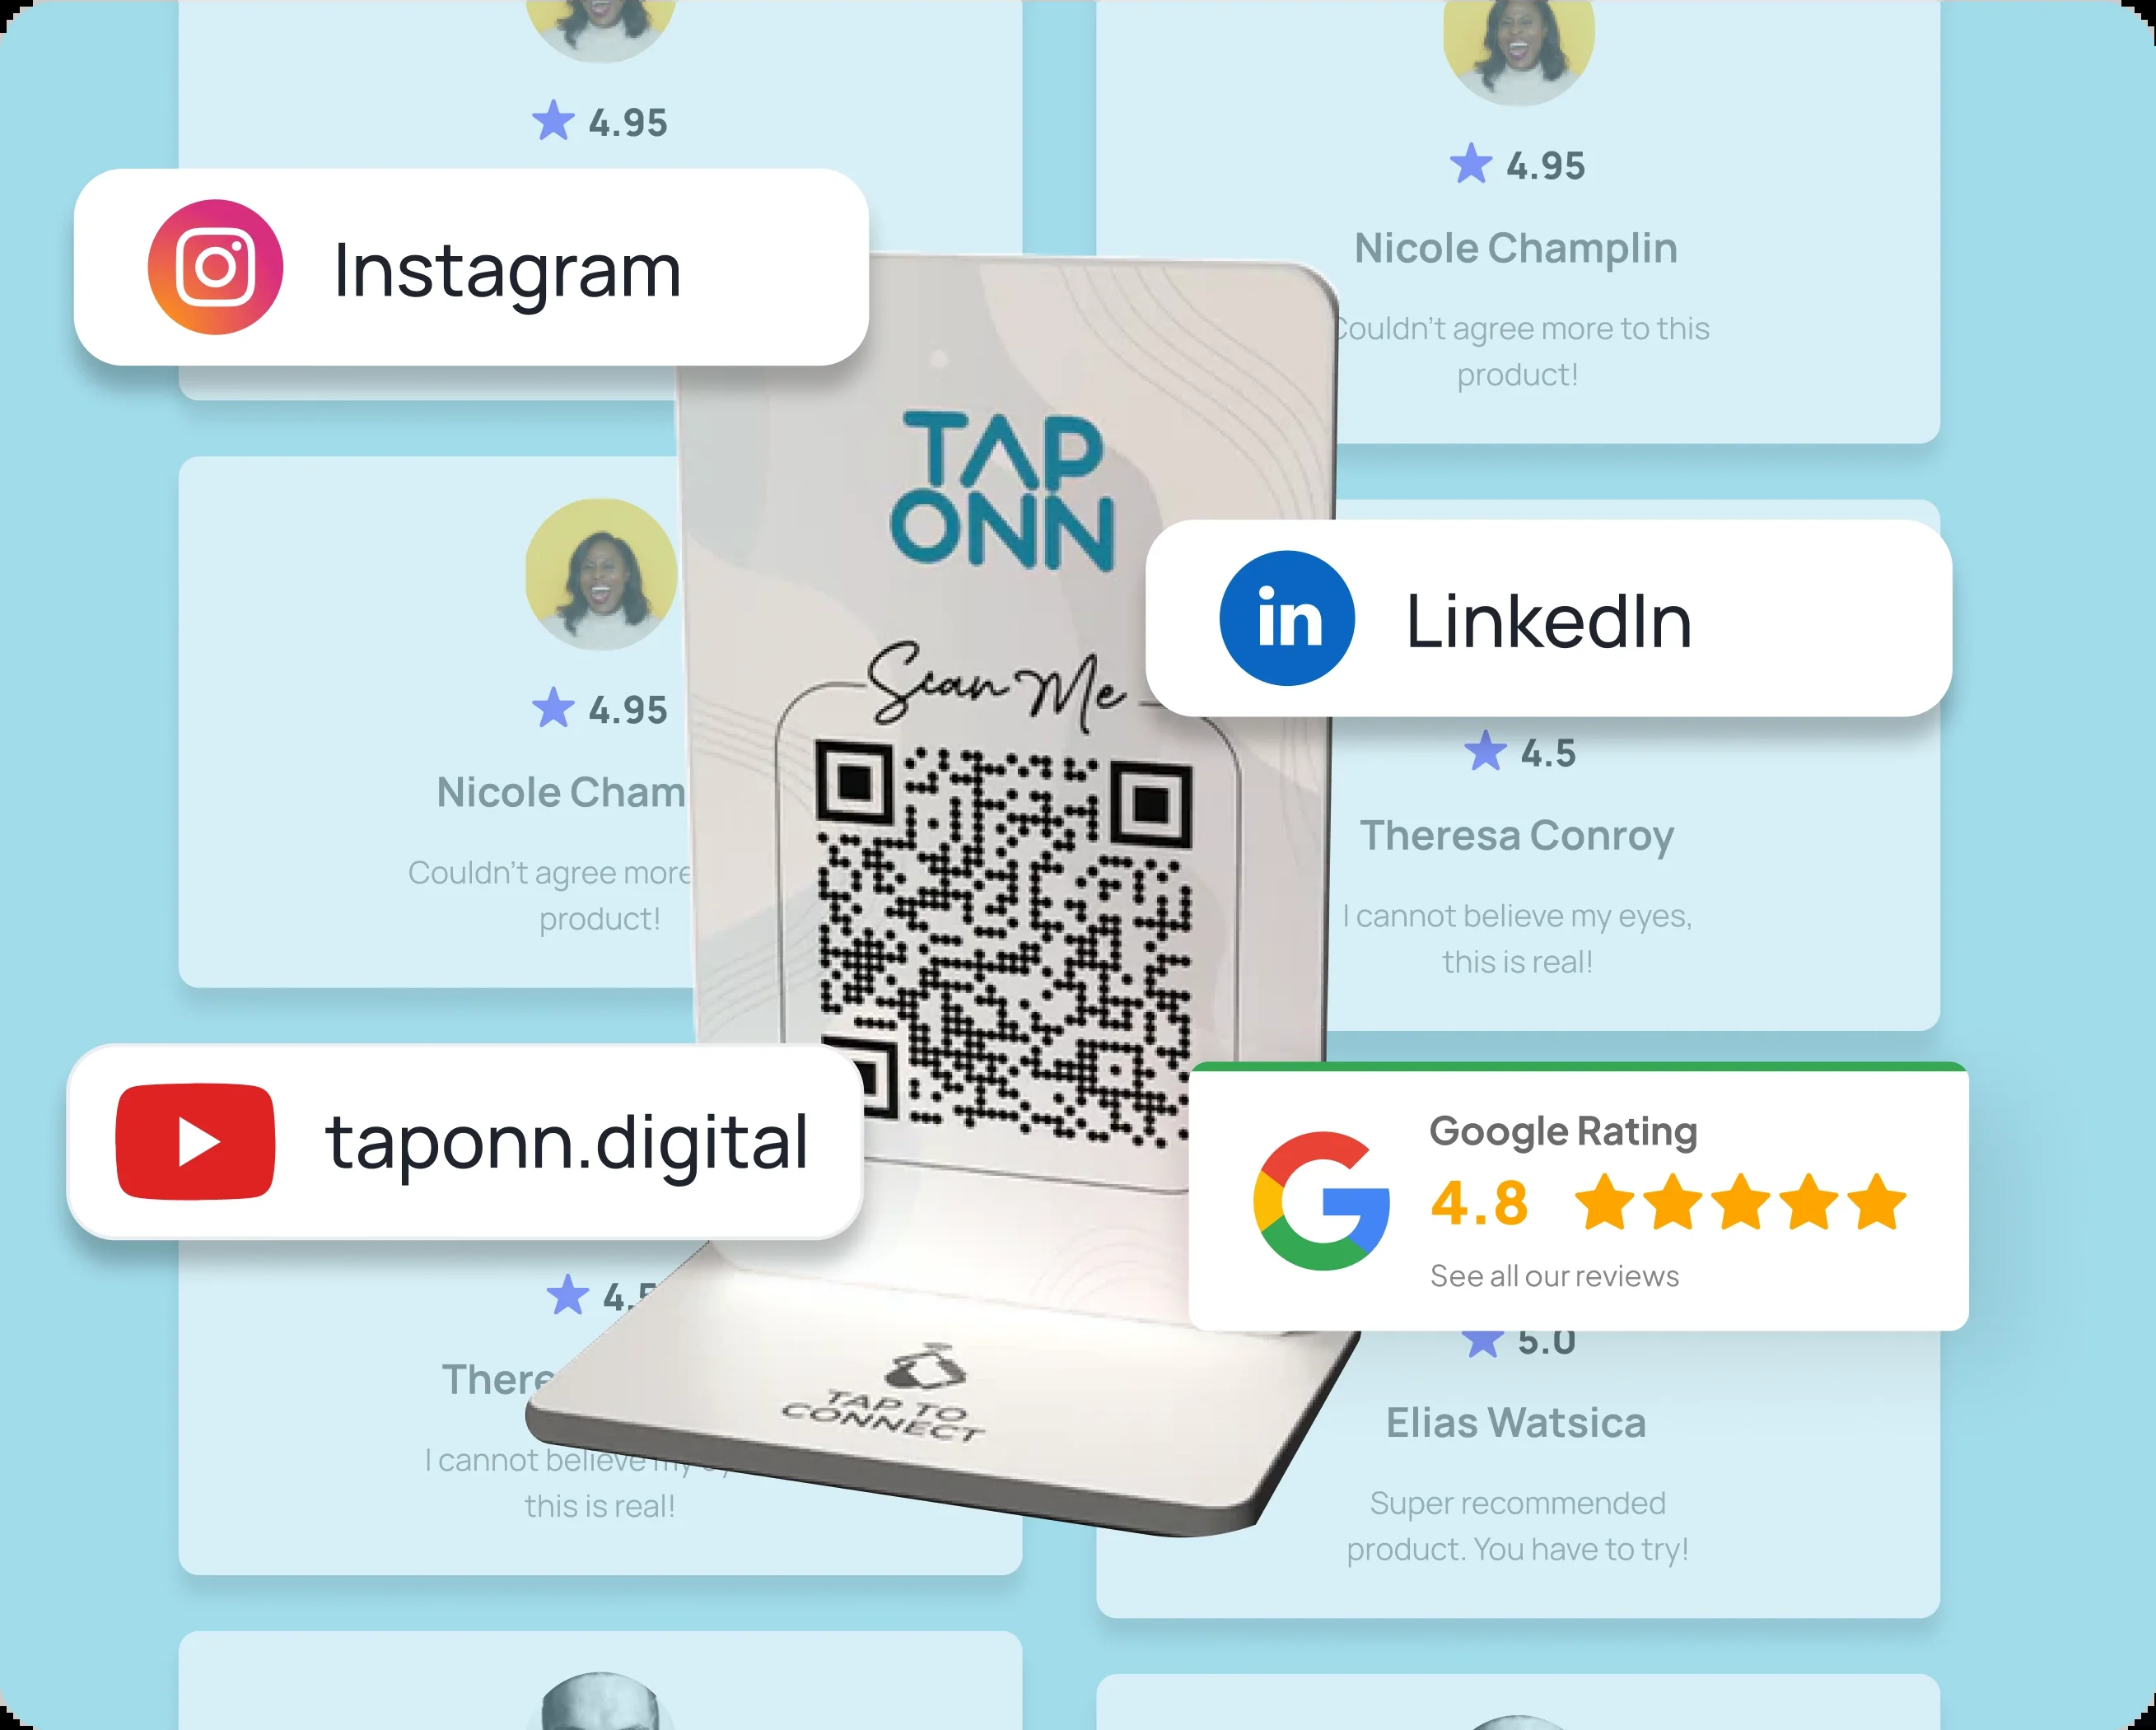 4.95
4.95
Instagram
Nicole Champlin
Couldn't agree more to this
product!
TAP
ONN
in
LinkedIn
Scan Me
4.95
4.5
Nicole Cham
Theresa Conroy
Couldn't agree more
product!
I cannot believe my eyes,
this is real!
taponn.digital
Google Rating
4.8
See all our reviews
4.5
5.0
TAP TO
CONNECT
There
Elias Watsica
I cannot believe my
this is real!
Super recommended
product. You have to try!